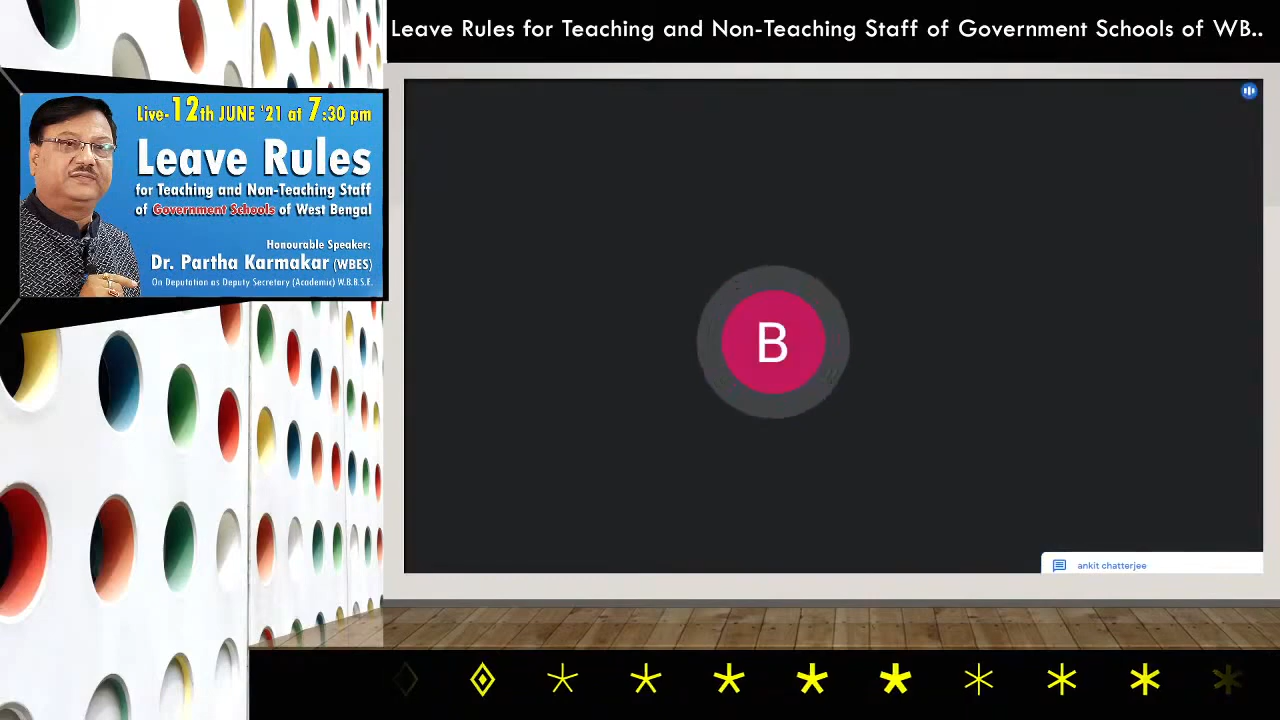 Leave Rules for Teaching and Non-Teaching Staff of Government Schools of WB..
Live-12th JUNE '21 at 7:30 pm
Leave Rules
for Teaching and Non-Teaching Staff
of Government Schools of West Bengal
Honourable Speaker:
Dr. Partha Karmakar (WBES)
On Deputation as Deputy Secretary (Academic) W.B.B.S.E.
B
ankit chatterjee